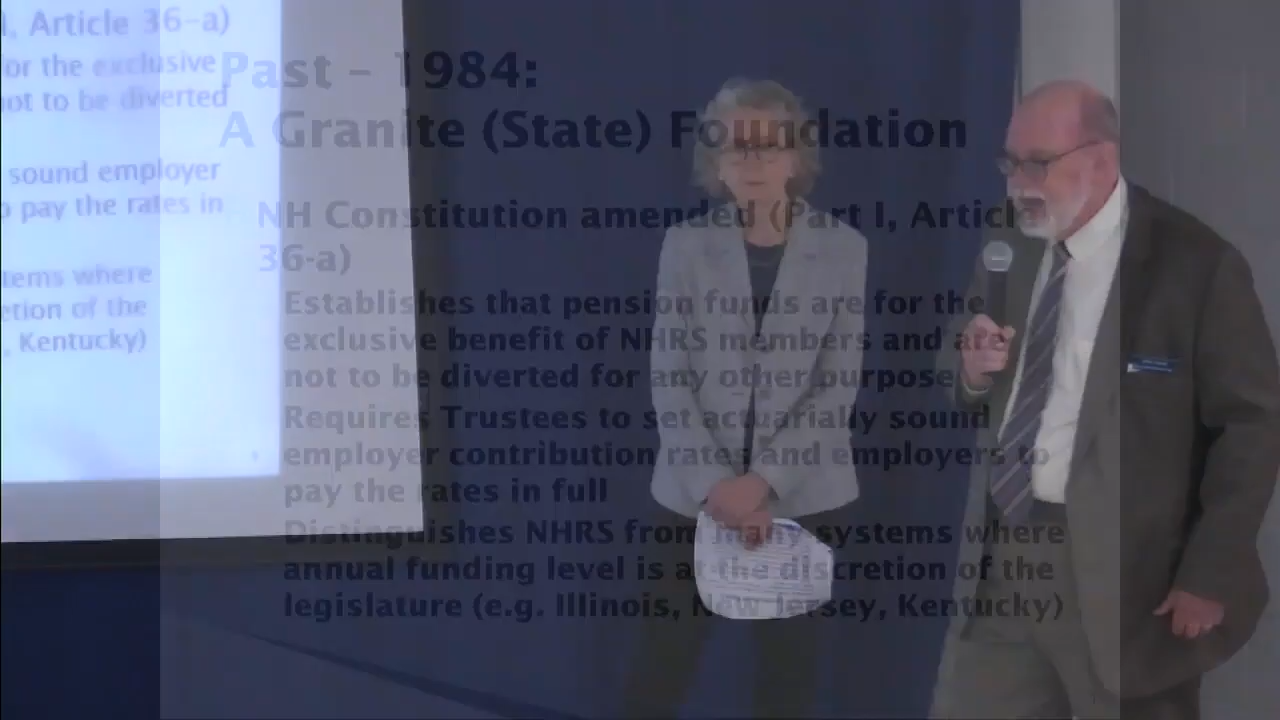 , Article 36-a)
or the exclusive
ot to be diverted
sound employer
pay the rates in
tems where
etion of the
, Kentucky)
Past - 1984:
A Granite (State) Foundation
NH Constitution amended (Part I, Article
36-a)
Establishes that pension funds are for the
exclusive benefit of NHRS members and are
not to be diverted for any other purpose
Requires Trustees to set actuarially sound
employer contribution rates and employers to
pay the rates in full
Distinguishes NHRS from many systems where
annual funding level is at the discretion of the
legislature (e.g. Illinois, New Jersey, Kentucky)